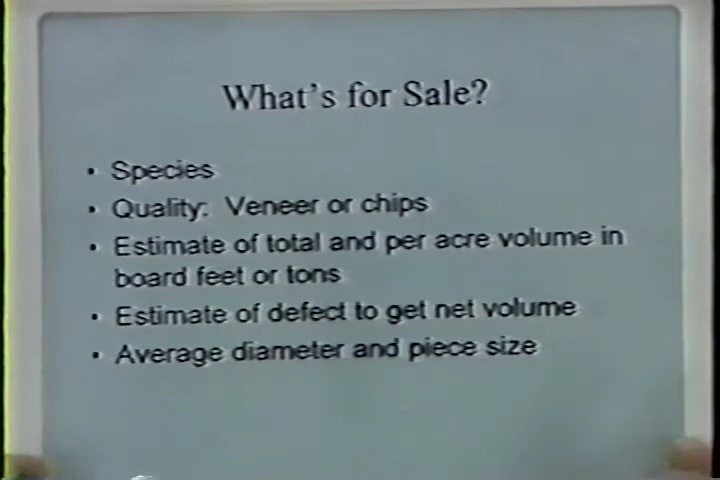 What's for Sale?
• Species
• Quality: Veneer or chips
• Estimate of total and per acre volume in
board feet or tons
• Estimate of defect to get net volume
• Average diameter and piece size